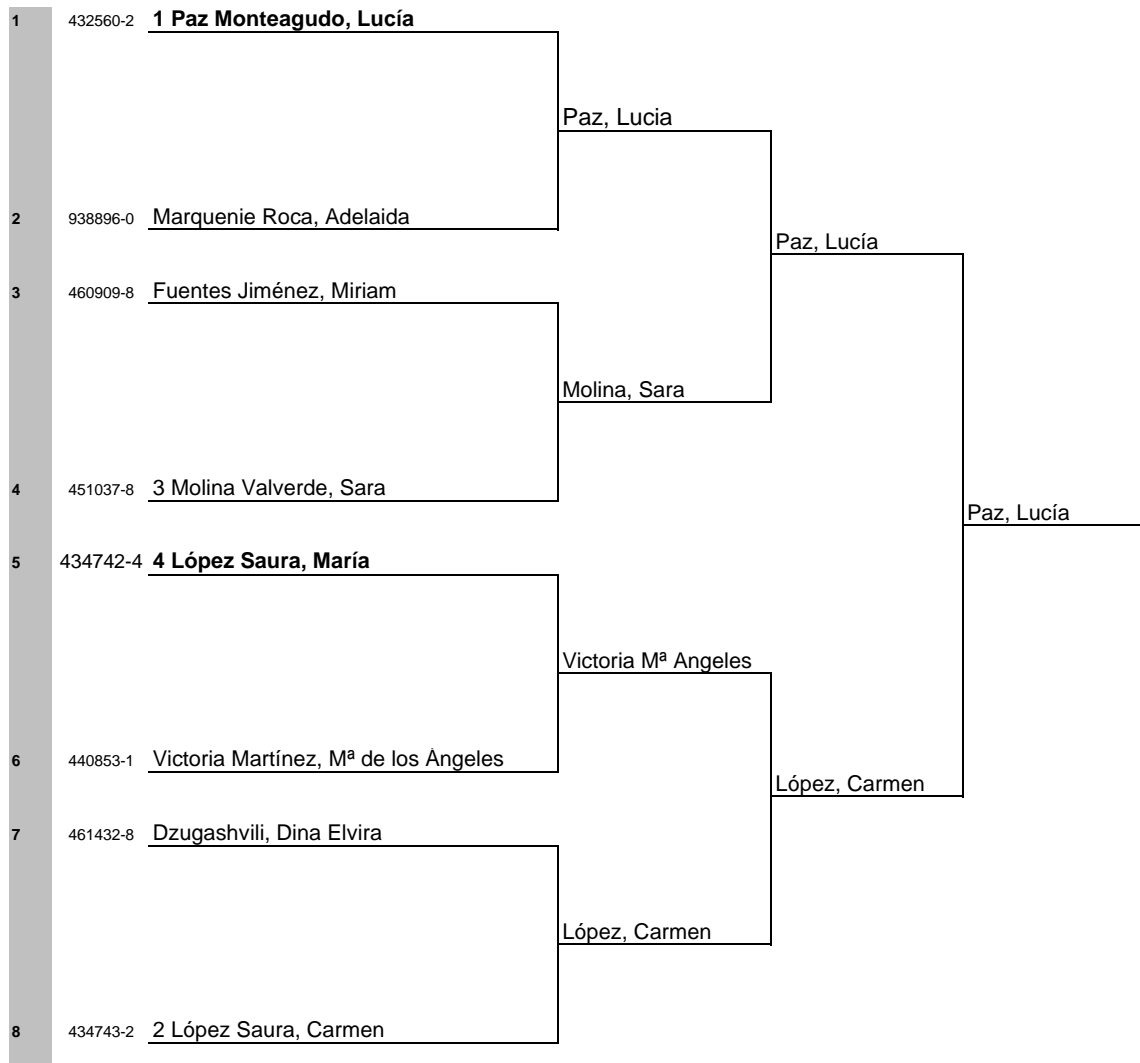 1 432560-2 1 Paz Monteagudo, Lucía
Paz, Lucia
2 938896-0 Marquenie Roca, Adelaida
Paz, Lucía
3 460909-8 Fuentes Jiménez, Miriam
Molina, Sara
4 451037-8 3 Molina Valverde, Sara
Paz, Lucía
5 434742-4 4 López Saura, María
Victoria Mª Angeles
6 440853-1 Victoria Martínez, Mª de los Ángeles
López, Carmen
7 461432-8 Dzugashvili, Dina Elvira
López, Carmen
8 434743-2 2 López Saura, Carmen